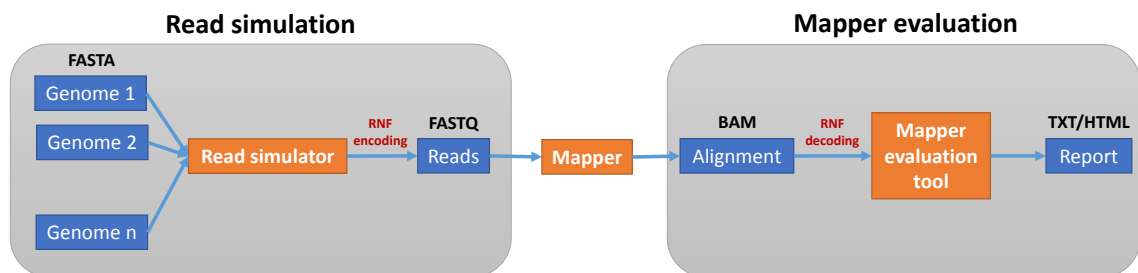 Read simulation
FASTA
Genome 1
Genome 2
Genome n
Read simulator
RNF
encoding
FASTQ
Reads
Mapper
Mapper evaluation
BAM
Alignment
RNF
decoding
Mapper
evaluation
tool
TXT/HTML
Report